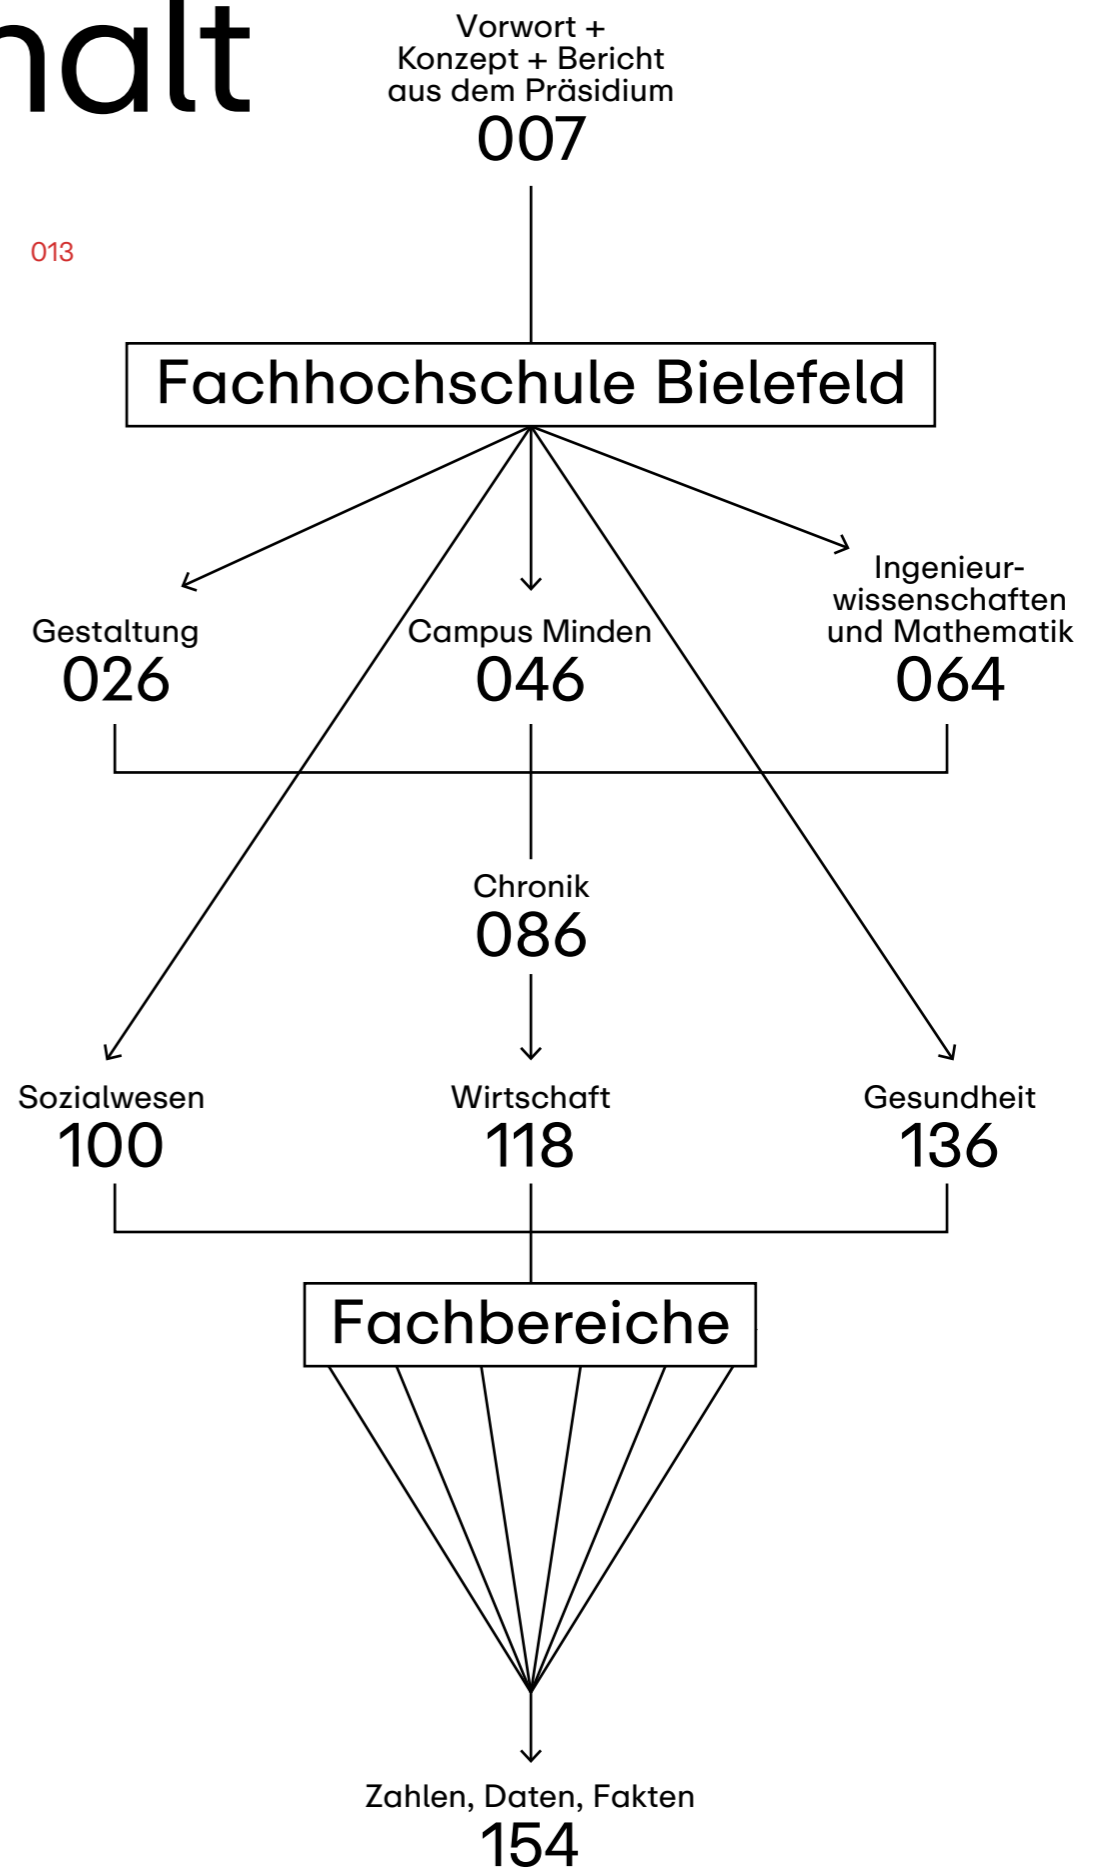 halt
Vorwort +
Konzept + Bericht
aus dem Präsidium
007
013
Fachhochschule Bielefeld
Gestaltung
026
Campus Minden
046
Ingenieur-
wissenschaften
und Mathematik
064
Chronik
086
Sozialwesen
100
Wirtschaft
118
Gesundheit
136
Fachbereiche
Zahlen, Daten, Fakten
154